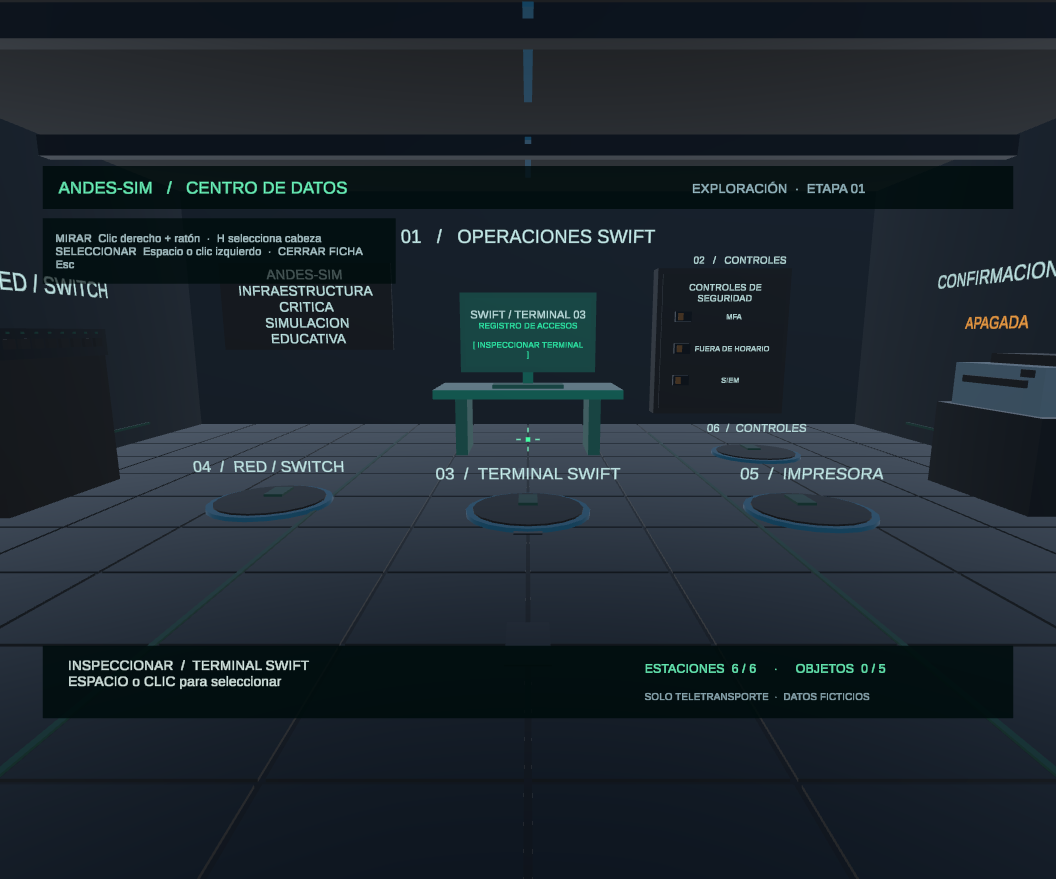 ANDES-SIM / CENTRO DE DATOS
EXPLORACIÓN · ETAPA 01
MIRAR Clic derecho + ratón · H selecciona cabeza
SELECCIONAR Espacio o clic izquierdo · CERRAR FICHA
Esc
01 / OPERACIONES SWIFT
02 / CONTROLES
RED / SWITCH
ANDES-SIM
INFRAESTRUCTURA
CRITICA
SIMULACION
EDUCATIVA
SWIFT / TERMINAL 03
REGISTRO DE ACCESOS
[ INSPECCIONAR TERMINAL
]
CONTROLES DE
SEGURIDAD
MFA
FUERA DE HORARIO
SIEM
CONFIRMACION
APAGADA
06 / CONTROLES
04 / RED / SWITCH
03 / TERMINAL SWIFT
05 / IMPRESORA
INSPECCIONAR / TERMINAL SWIFT
ESPACIO o CLIC para seleccionar
ESTACIONES 6 / 6 · OBJETOS 0 / 5
SOLO TELETRANSPORTE · DATOS FICTICIOS